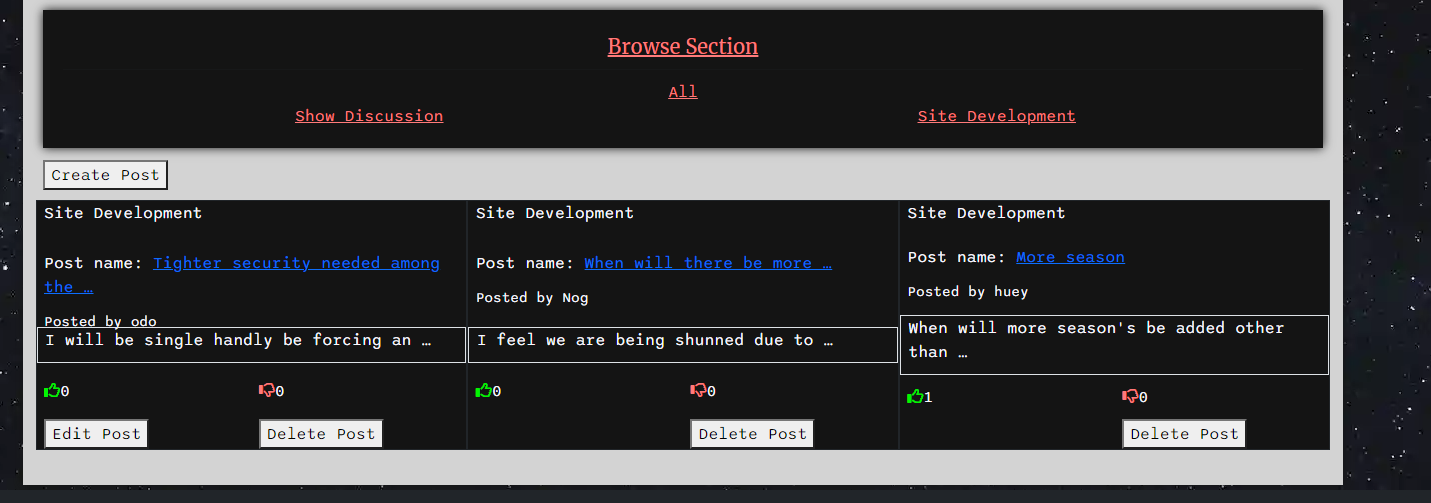 Browse Section
All
Show Discussion
Site Development
Create Post
Site Development
Post name: Tighter security needed among
the …
Posted by odo
I will be single handly be forcing an …
0
0
Edit Post
Delete Post
Site Development
Post name: When will there be more …
Posted by Nog
I feel we are being shunned due to …
0
0
Delete Post
Site Development
Post name: More season
Posted by huey
When will more season's be added other
than …
1
0
Delete Post